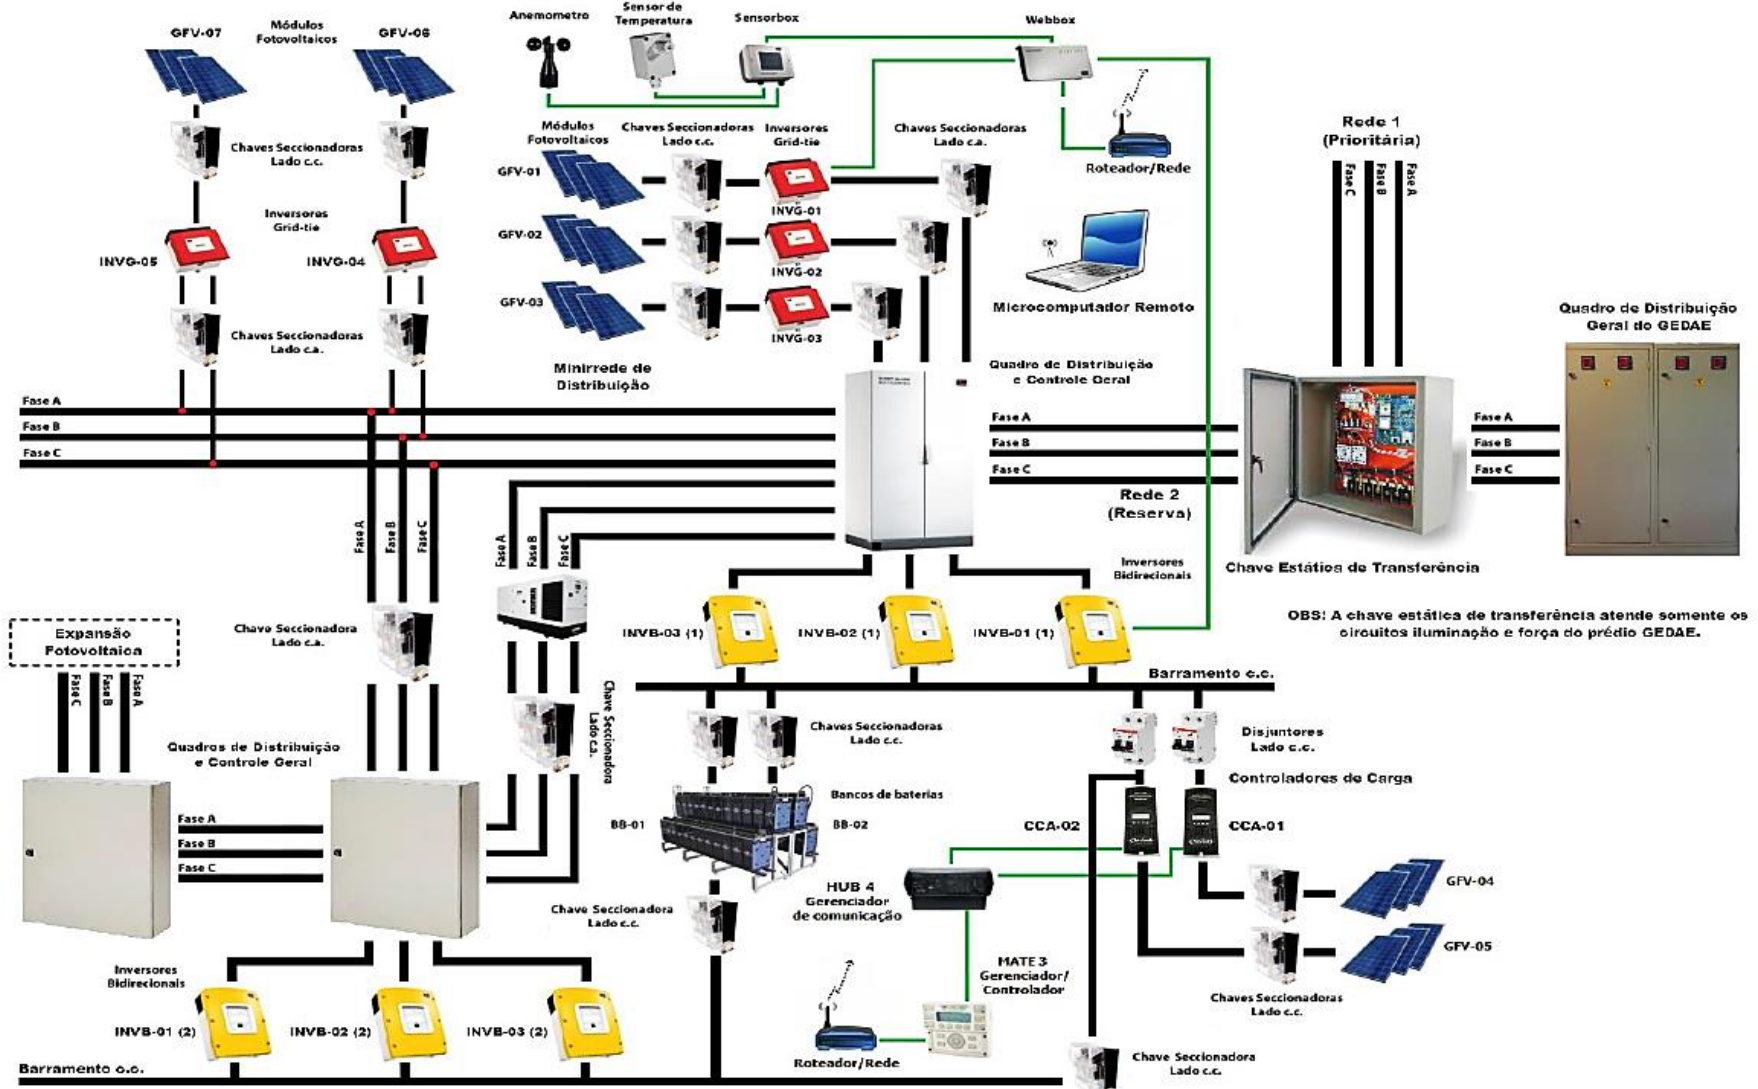 GFV-07
Módulos
Fotovoltaicos
GFV-06
Chaves Seccionadoras
Lado c.c.
Inversores
Grid-tie
INVG-05
INVG-04
Chaves Seccionadoras
Lado c.a.
Anemometro
Sensor de
Temperatura
Sensorbox
Webbox
Roteador/Rede
Módulos
Fotovoltaicos
Chaves Seccionadoras
Lado c.c.
Inversores
Grid-tie
Chaves Seccionadoras
Lado c.a.
GFV-01
INVG-01
GFV-02
INVG-02
GFV-03
INVG-03
Microcomputador Remoto
Rede 1
(Prioritária)
Fase C
Fase B
Fase A
Quadro de Distribuição
Geral do GEDAE
Minirrede de
Distribuição
Quadro de Distribuição
e Controle Geral
Fase A
Fase B
Fase C
Fase A
Fase B
Fase C
Rede 2
(Reserva)
Fase A
Fase B
Fase C
Chave Estática de Transferência
OBS: A chave estática de transferência atende somente os
circuitos iluminação e força do prédio GEDAE.
Fase A
Fase B
Fase C
Fase A
Fase B
Fase C
Inversores
Bidirecionais
INVB-03 (1)
INVB-02 (1)
INVB-01 (1)
Barramento c.c.
Chave Seccionadora
Lado c.a.
Expansão
Fotovoltaica
Fase C
Fase B
Fase A
Chave Seccionadora
Lado c.a.
Quadros de Distribuição
e Controle Geral
Fase A
Fase B
Fase C
Chaves Seccionadoras
Lado c.c.
Disjuntores
Lado c.c.
Controladores de Carga
Bancos de baterias
BB-01
BB-02
CCA-02
CCA-01
GFV-04
GFV-05
Chaves Seccionadoras
Lado c.c.
HUB 4
Gerenciador
de comunicação
Chave Seccionadora
Lado c.c.
MATE 3
Gerenciador/
Controlador
Roteador/Rede
Inversores
Bidirecionais
INVB-01 (2)
INVB-02 (2)
INVB-03 (2)
Barramento c.c.
Chave Seccionadora
Lado c.c.